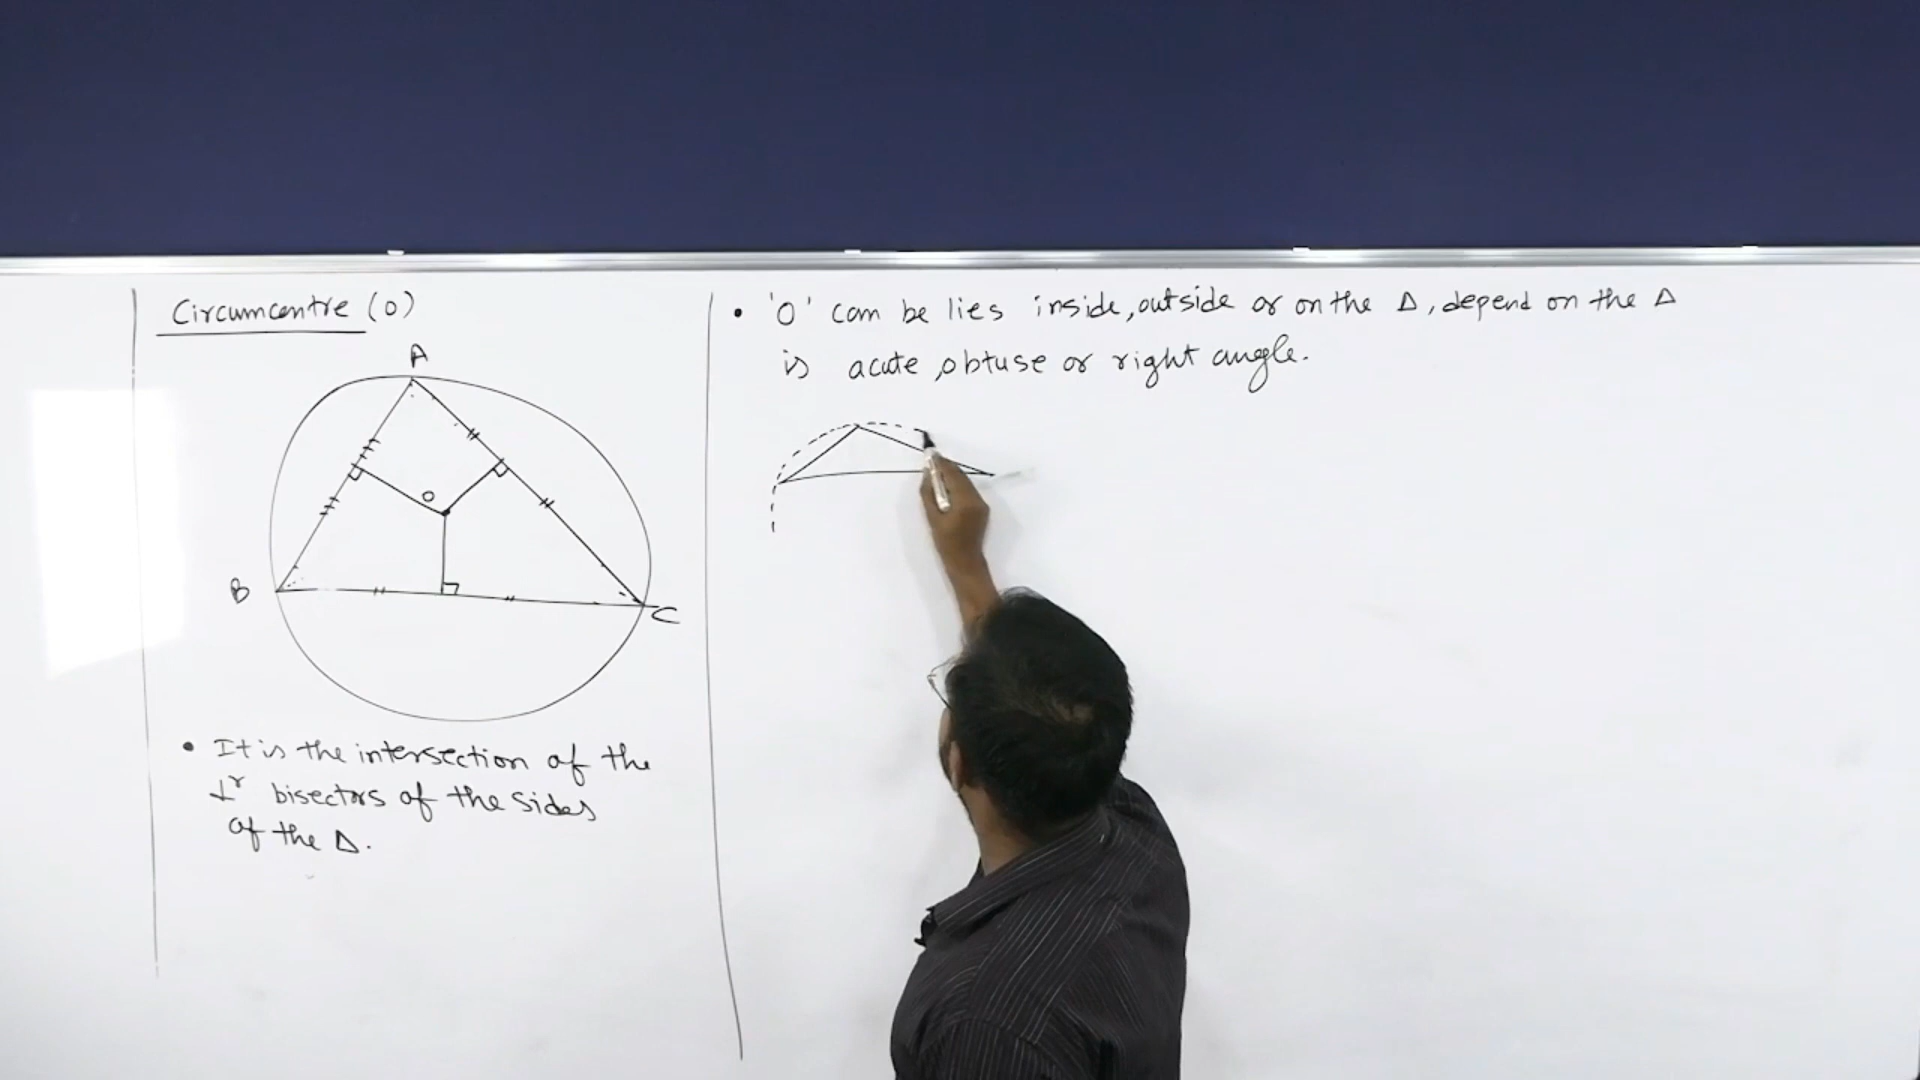 Circumcentre (O)
A
O
B
C
• It is the intersection of the
⊥r bisectors of the sides
of the Δ.
• 'O' can be lies inside, outside or on the Δ, depend on the Δ
is acute, obtuse or right angle.